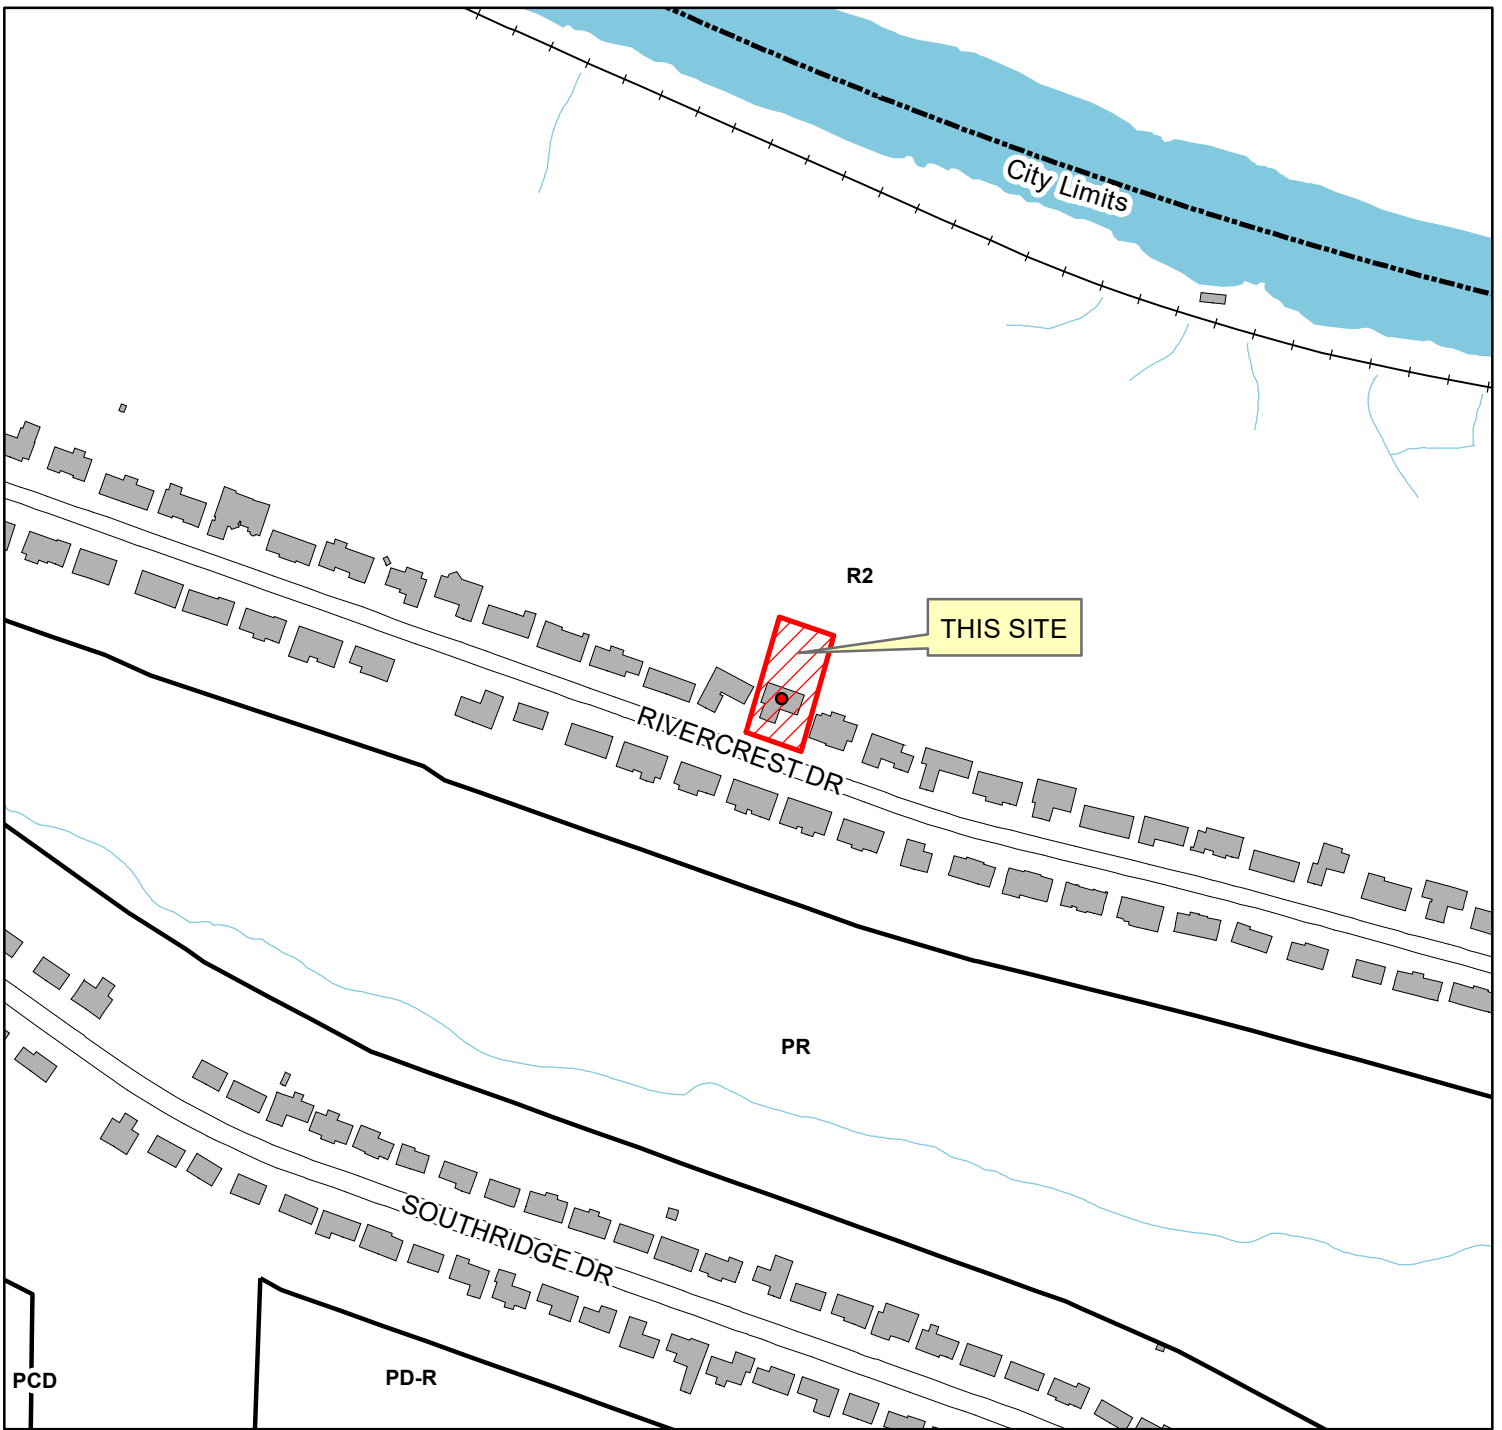 City Limits
R2
THIS SITE
RIVERCREST DR
PR
SOUTHRIDGE DR
PCD
PD-R